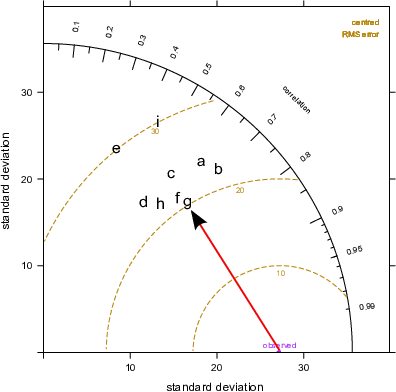 centred
RMS error
0.1
0.2
0.3
0.4
0.5
0.6
0.7
0.8
0.9
0.95
0.99
correlation
30
20
10
standard deviation
i
30
e
a
b
c
20
d
h
f
g
10
observed
10
20
30
standard deviation